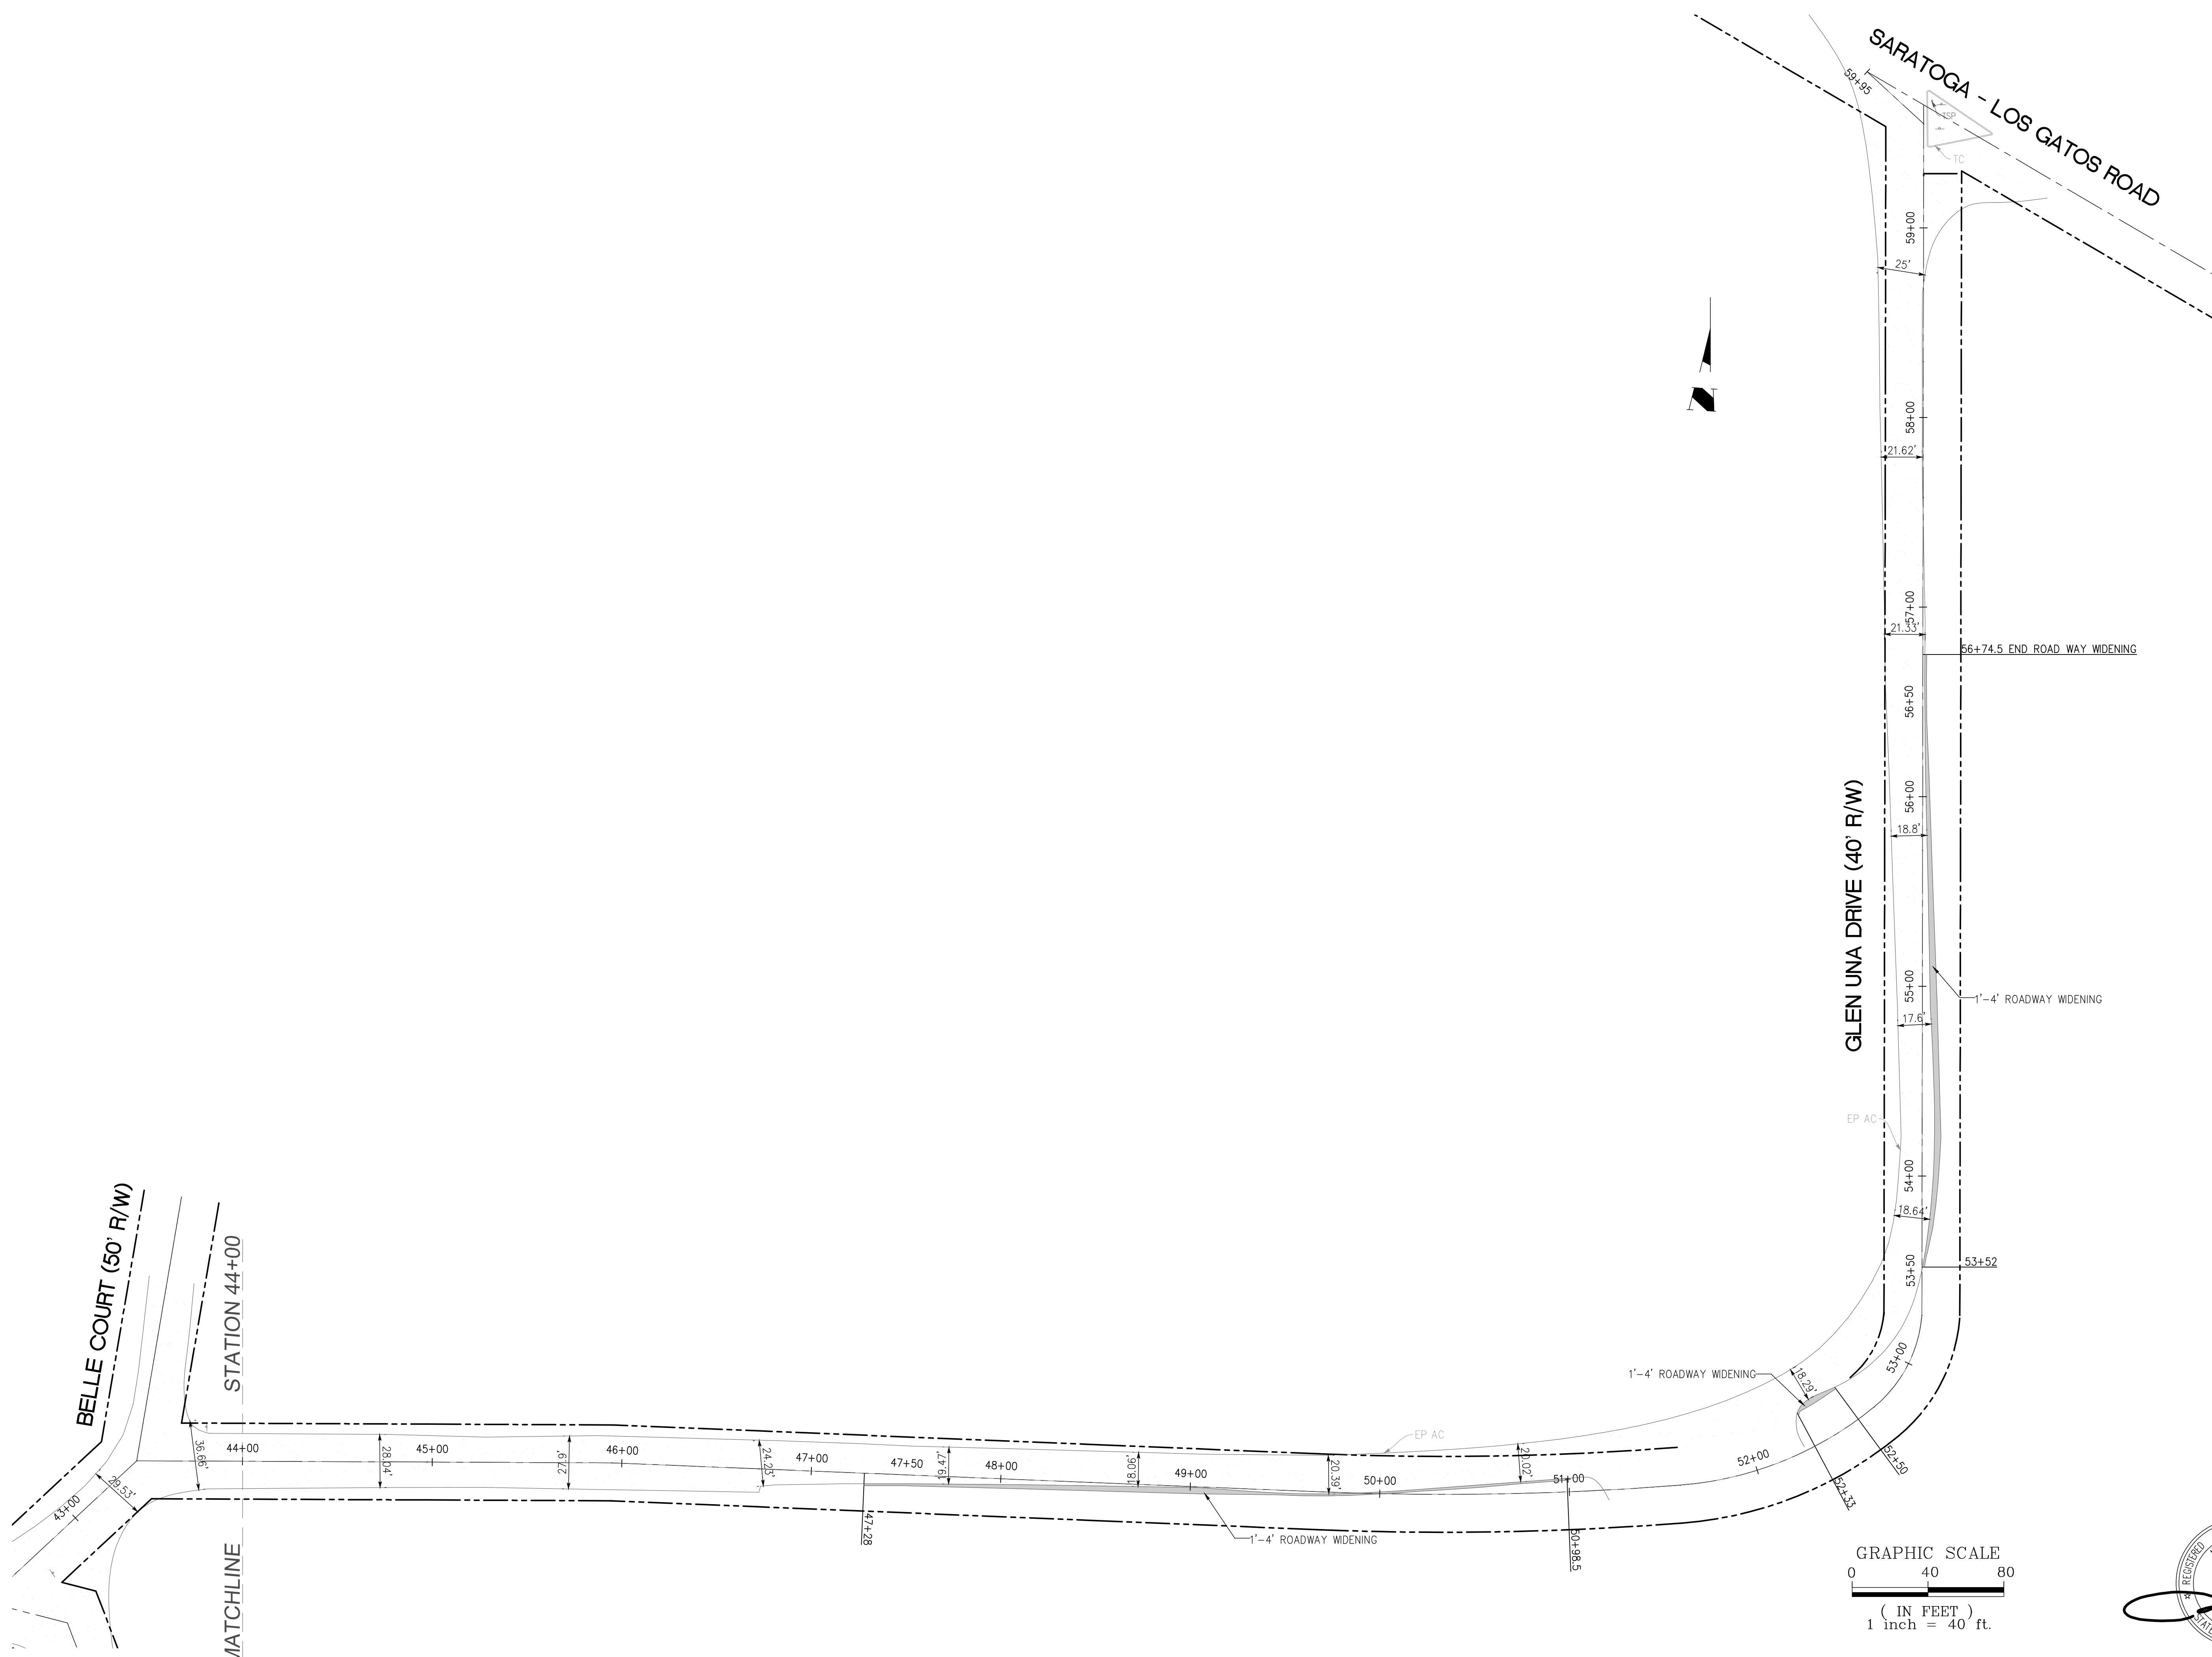 SARATOGA - LOS GATOS ROAD
59+95
TSP
TC
59+00
25'
58+00
21.62'
57+00
21.33'
56+74.5 END ROAD WAY WIDENING
56+50
56+00
18.8'
GLEN UNA DRIVE (40' R/W)
55+00
1'-4' ROADWAY WIDENING
17.6'
EP AC
54+00
18.64'
53+50
53+52
53+00
1'-4' ROADWAY WIDENING
18.29'
52+50
52+33
52+00
N
BELLE COURT (50' R/W)
STATION 44+00
MATCHLINE
43+00
29.53'
36.66'
44+00
28.04'
45+00
27.9'
46+00
24.23'
47+00
47+28
47+50
19.47'
48+00
18.06'
49+00
1'-4' ROADWAY WIDENING
20.39'
50+00
EP AC
20.02'
51+00
50+98.5
GRAPHIC SCALE
0 40 80
( IN FEET )
1 inch = 40 ft.
REGISTERED
STATE